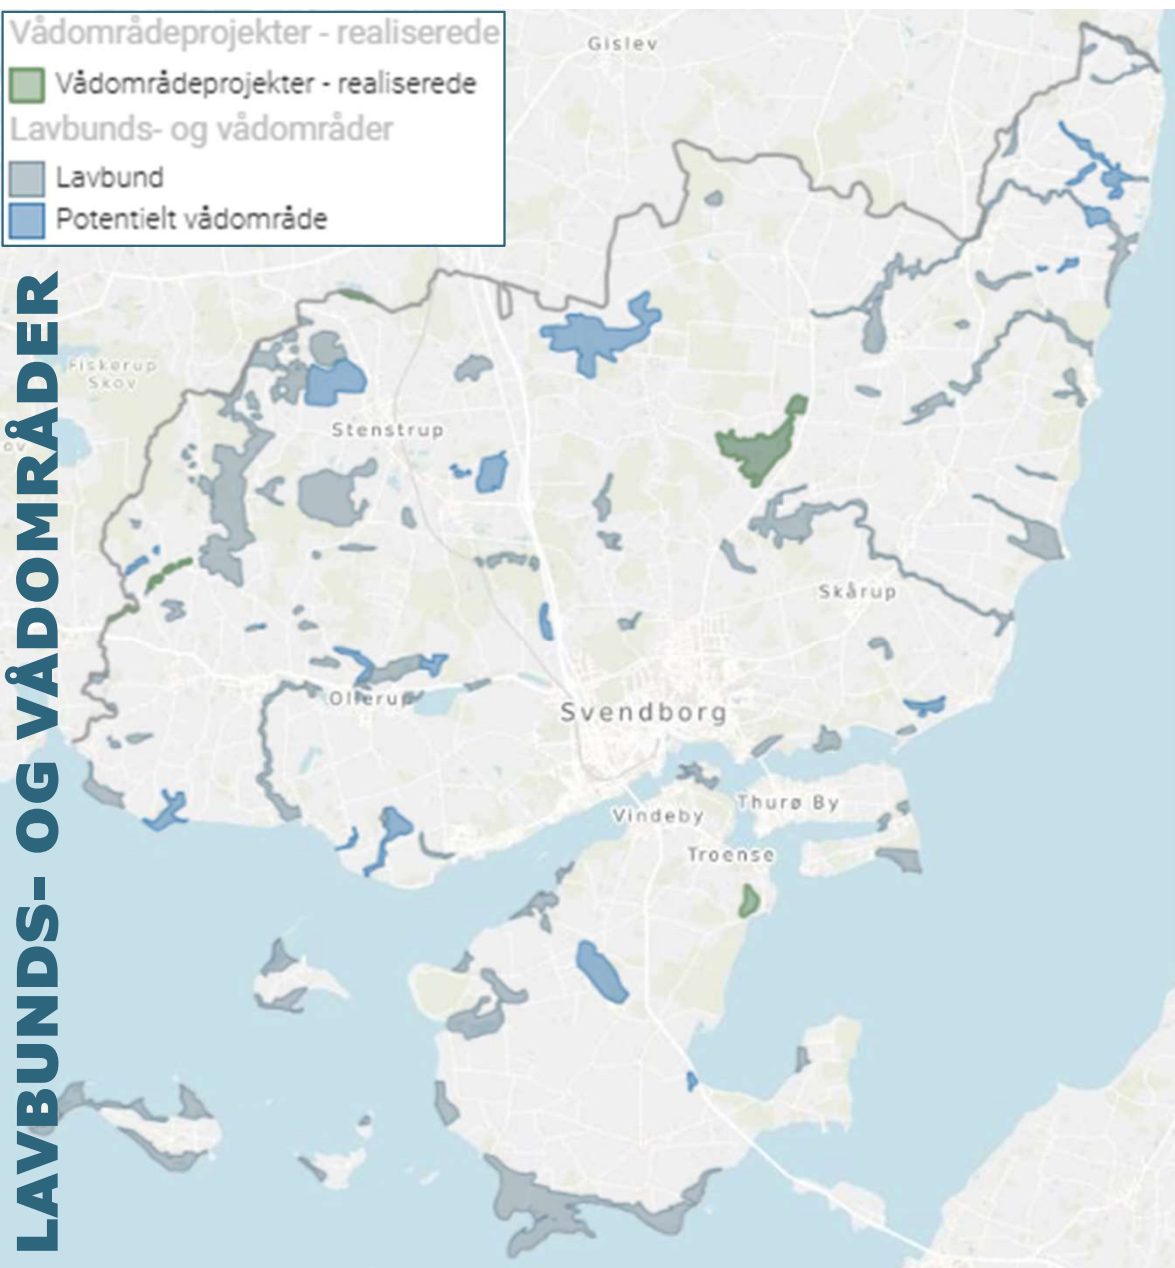 Vådområdeprojekter - realiserede
Vådområdeprojekter - realiserede
Lavbunds- og vådområder
Lavbund
Potentielt vådområde
LAVBUNDS- OG VÅDOMRÅDER
Gislev
Fiskerup
Skov
ov
Stenstrup
Skårup
Ollerup
Svendborg
Vindeby
Thurø By
Troense